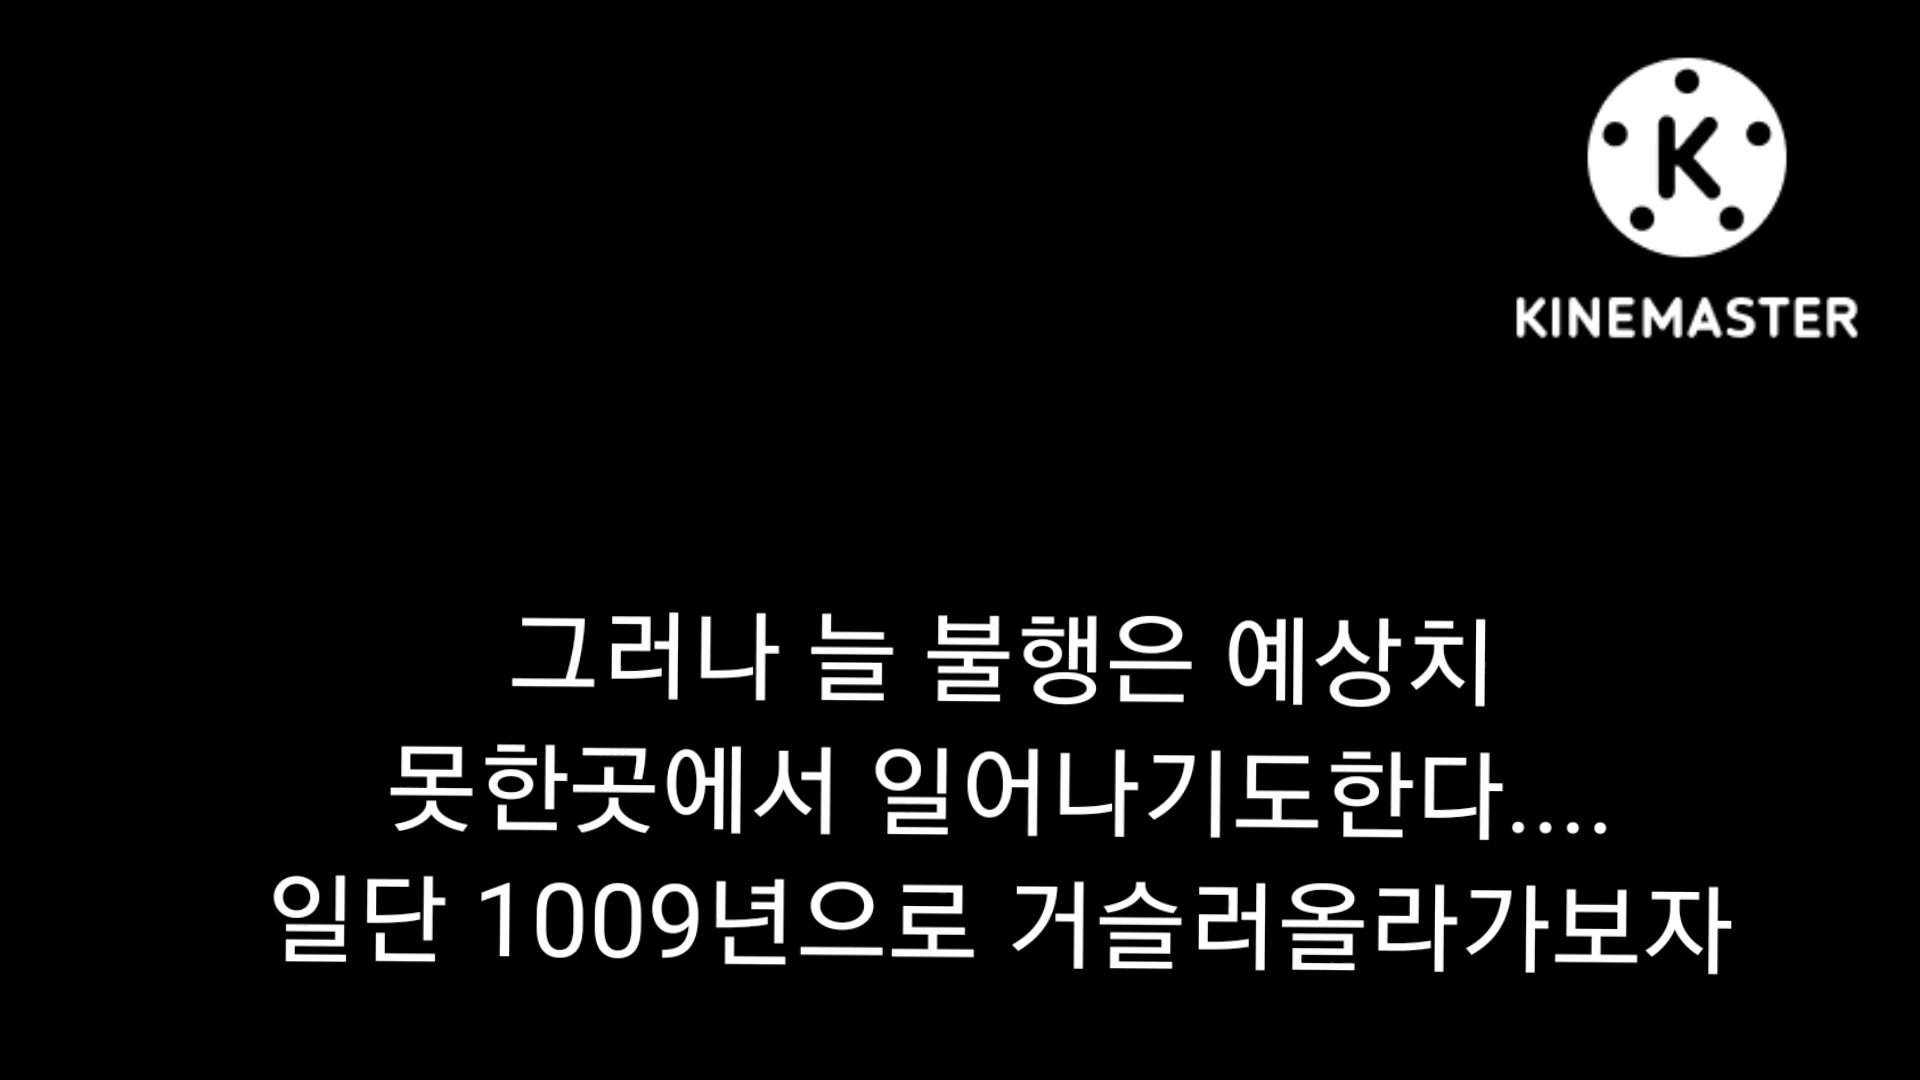 K
KINEMASTER
그러나 늘 불행은 예상치
못한곳에서 일어나기도한다....
일단 1009년으로 거슬러올라가보자